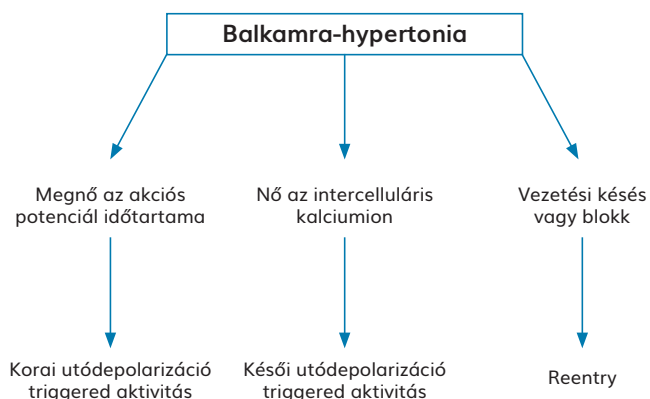 Balkamra-hypertonia
Megnő az akciós
potenciál időtartama
Nő az intercelluláris
kalciumion
Vezetési késés
vagy blokk
Korai utódepolarizáció
triggered aktivitás
Késői utódepolarizáció
triggered aktivitás
Reentry